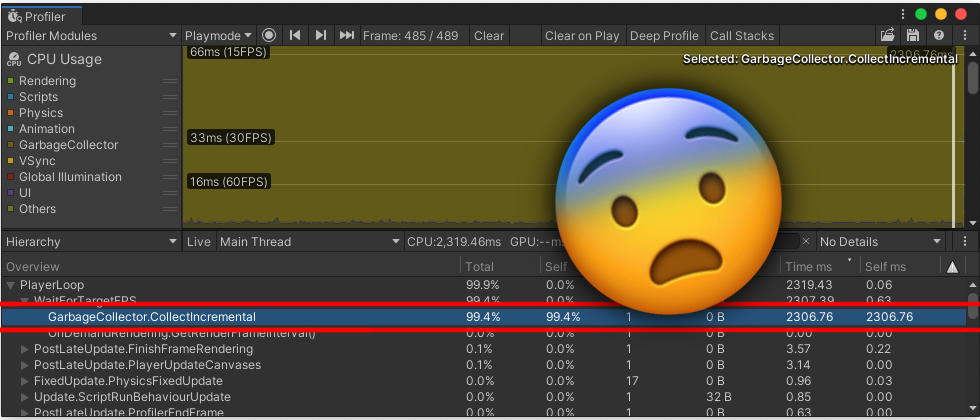 Profiler
Profiler Modules Playmode Frame: 485 / 489 Clear Clear on Play Deep Profile Call Stacks
CPU Usage
CPU
Rendering
Scripts
Physics
Animation
GarbageCollector
VSync
Global Illumination
UI
Others
66ms (15FPS)
2306.76ms
Selected: GarbageCollector.CollectIncremental
33ms (30FPS)
16ms (60FPS)
Hierarchy Live Main Thread CPU:2,319.46ms GPU:--ms No Details
Overview Total Self Time ms Self ms
PlayerLoop 99.9% 0.0% 2319.43 0.06
WaitForTargetFPS 99.4% 0.0% 2307.39 0.63
GarbageCollector.CollectIncremental 99.4% 99.4% 1 0 B 2306.76 2306.76
OnDemandRendering.GetRenderFrameInterval() 0.0% 0.0% 1 0 B 0.00 0.00
PostLateUpdate.FinishFrameRendering 0.1% 0.0% 1 0 B 3.57 0.22
PostLateUpdate.PlayerUpdateCanvases 0.1% 0.0% 1 0 B 3.14 0.00
FixedUpdate.PhysicsFixedUpdate 0.0% 0.0% 17 0 B 0.96 0.03
Update.ScriptRunBehaviourUpdate 0.0% 0.0% 1 32 B 0.85 0.00
PostLateUpdate.ProfilerEndFrame 0.0% 0.0% 1 0 B 0.63 0.00